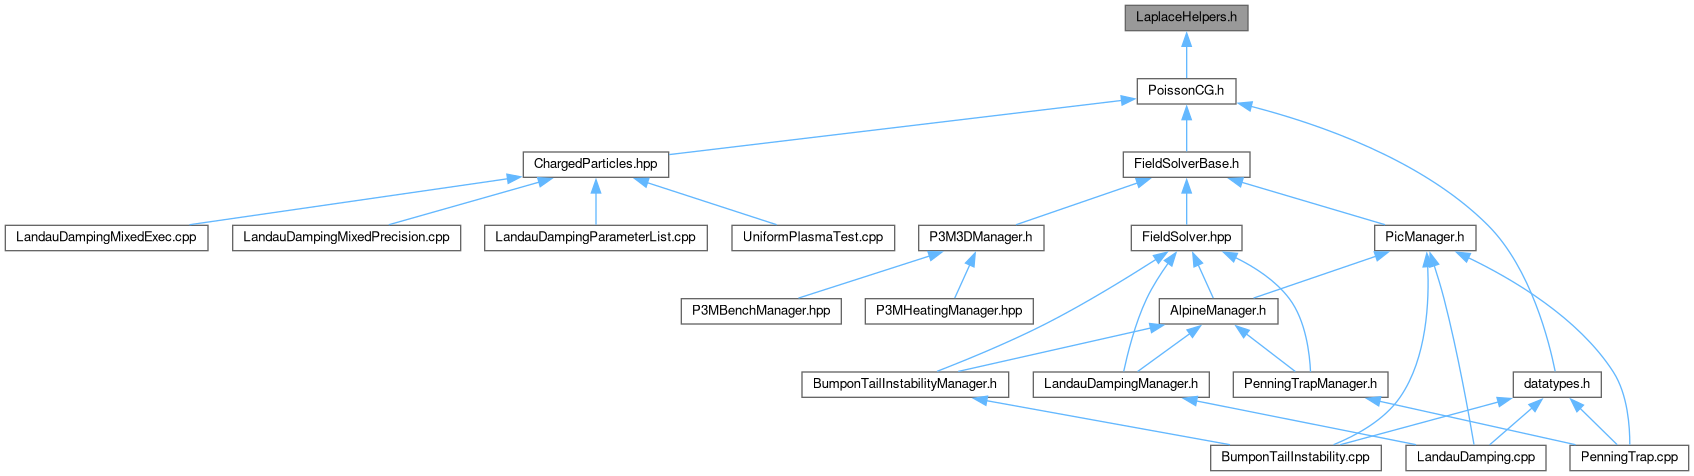 LaplaceHelpers.h
PoissonCG.h
ChargedParticles.hpp
FieldSolverBase.h
LandauDampingMixedExec.cpp
LandauDampingMixedPrecision.cpp
LandauDampingParameterList.cpp
UniformPlasmaTest.cpp
P3M3DManager.h
FieldSolver.hpp
PicManager.h
P3MBenchManager.hpp
P3MHeatingManager.hpp
AlpineManager.h
BumponTailInstabilityManager.h
LandauDampingManager.h
PenningTrapManager.h
datatypes.h
BumponTailInstability.cpp
LandauDamping.cpp
PenningTrap.cpp